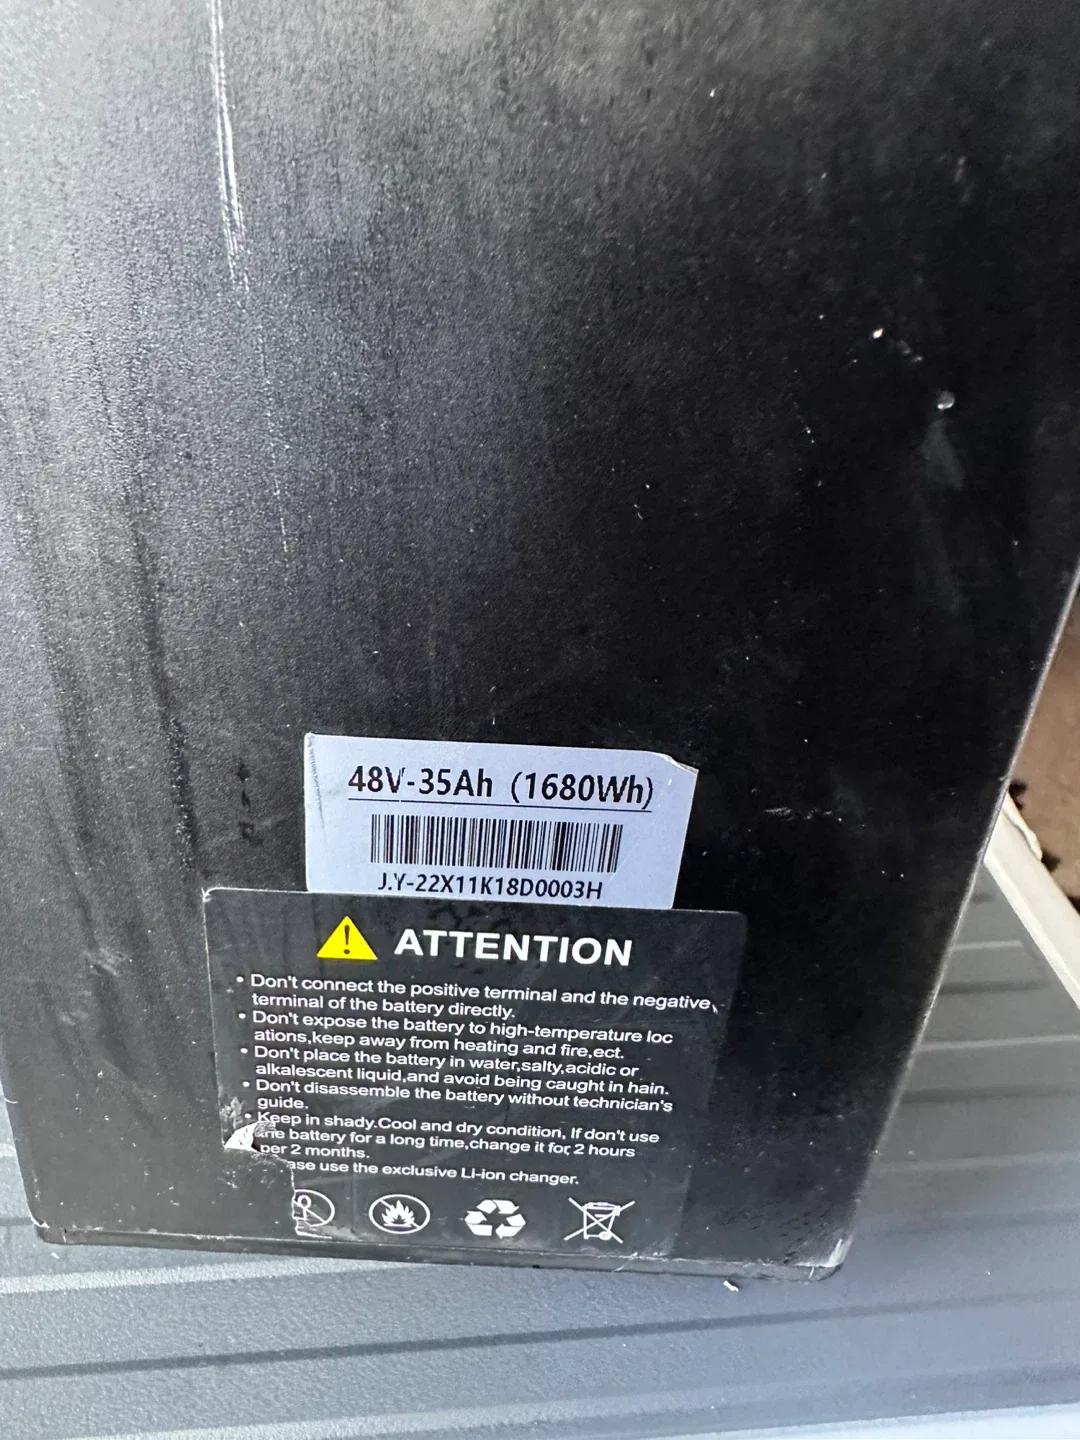 48V-35Ah (1680Wh)
J.Y-22X11K18D0003H
ATTENTION
• Don't connect the positive terminal and the negative
terminal of the battery directly.
• Don't expose the battery to high-temperature loc
ations,keep away from heating and fire,ect.
• Don't place the battery in water,salty,acidic or
alkalescent liquid,and avoid being caught in hain.
• Don't disassemble the battery without technician's
guide.
• Keep in shady.Cool and dry condition, If don't use
the battery for a long time,change it for 2 hours
per 2 months.
ase use the exclusive Li-ion changer.